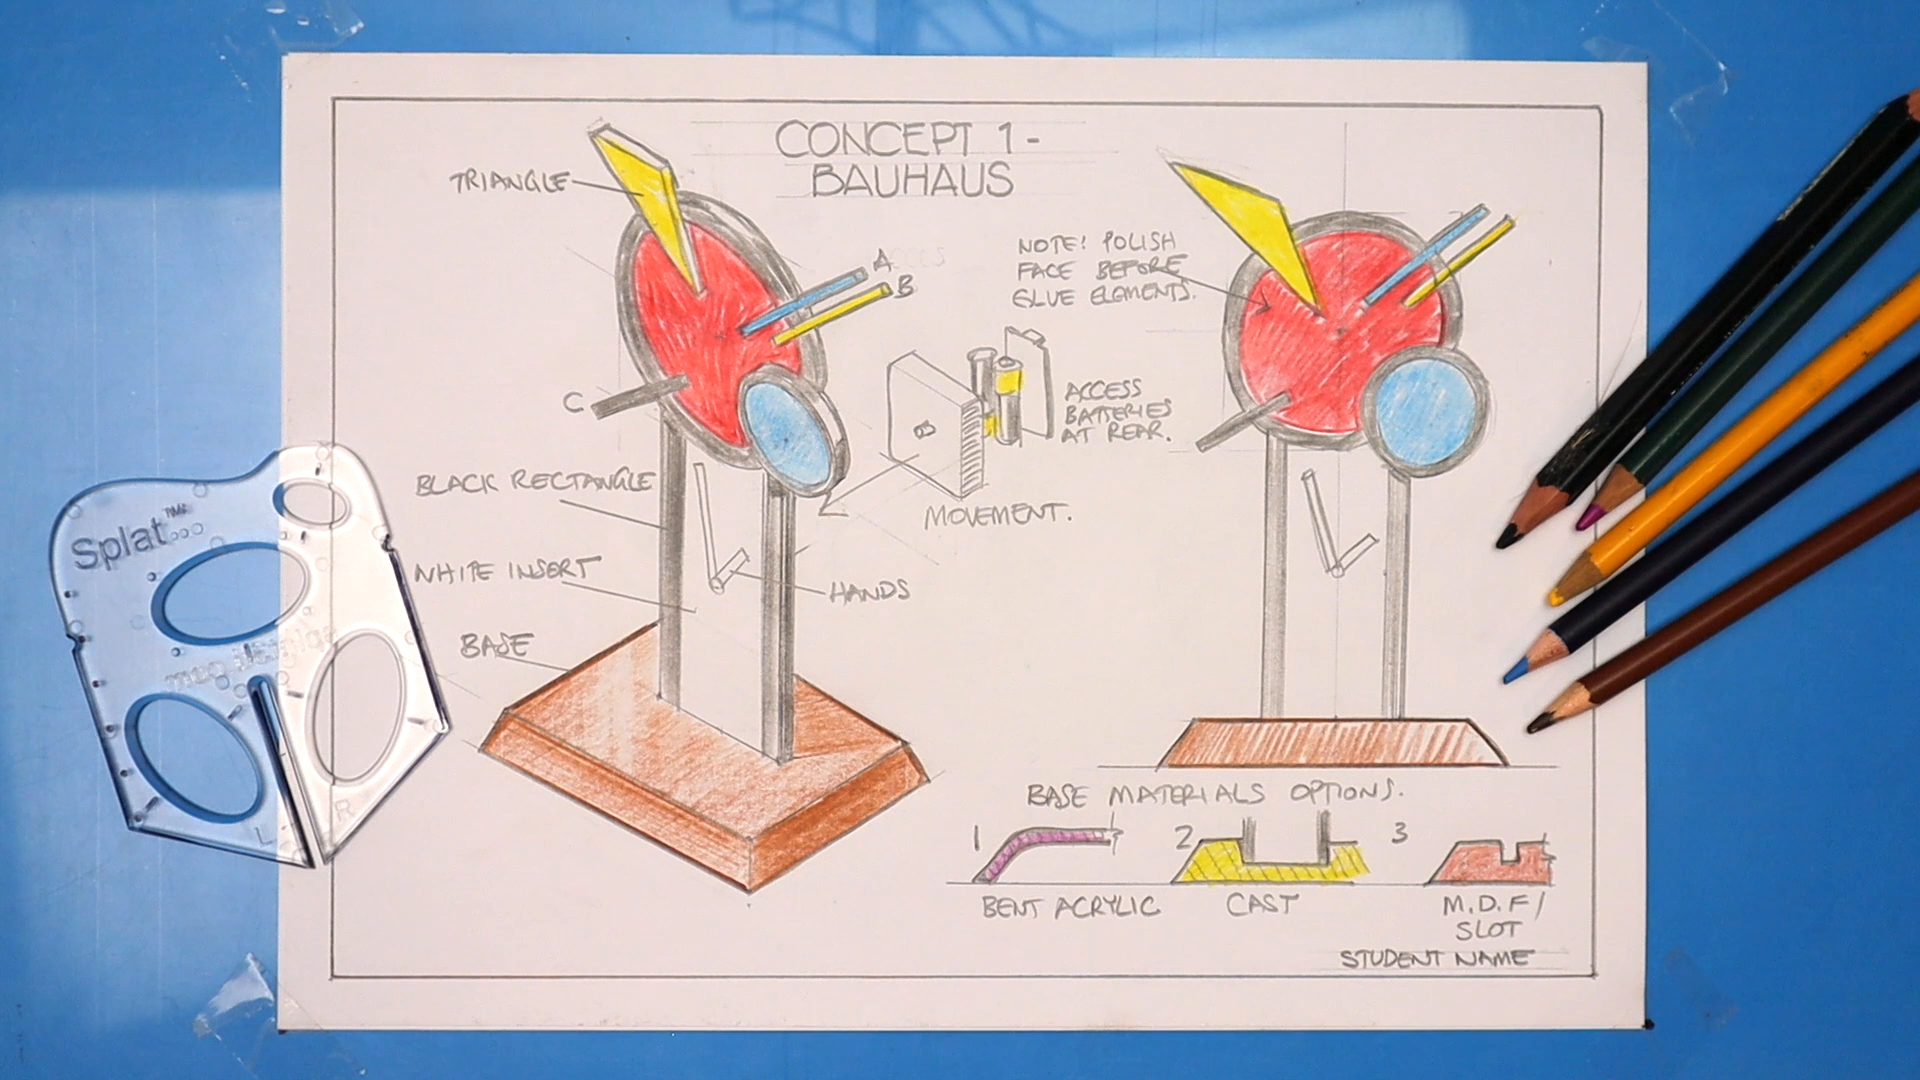 CONCEPT 1 -
BAUHAUS
TRIANGLE
A
B
C
NOTE! POLISH
FACE BEFORE
GLUE ELEMENTS.
ACCESS
BATTERIES
AT REAR.
MOVEMENT.
BLACK RECTANGLE
WHITE INSERT
HANDS
BASE
BASE MATERIALS OPTIONS.
1
2
3
BENT ACRYLIC
CAST
M.D.F/
SLOT
STUDENT NAME
Splat™...
L
R